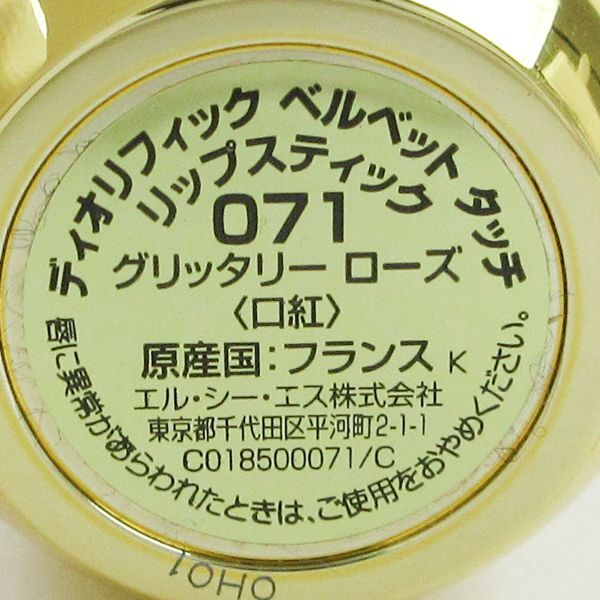 ディオリフィック ベルベット タッチ
リップスティック
071
グリッタリー ローズ
〈口紅〉
原産国:フランス K
エル・シー・エス株式会社
東京都千代田区平河町2-1-1
C018500071/C
唇に異常があらわれたときは、ご使用をおやめください。
OH01